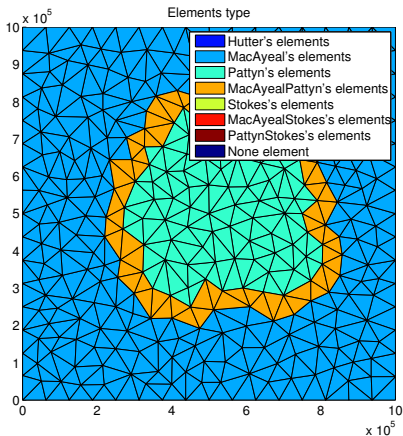 Elements type
x 10^5
10
9
8
7
6
5
4
3
2
1
0
Hutter's elements
MacAyeal's elements
Pattyn's elements
MacAyealPattyn's elements
Stokes's elements
MacAyealStokes's elements
PattynStokes's elements
None element
0 2 4 6 8 10
x 10^5